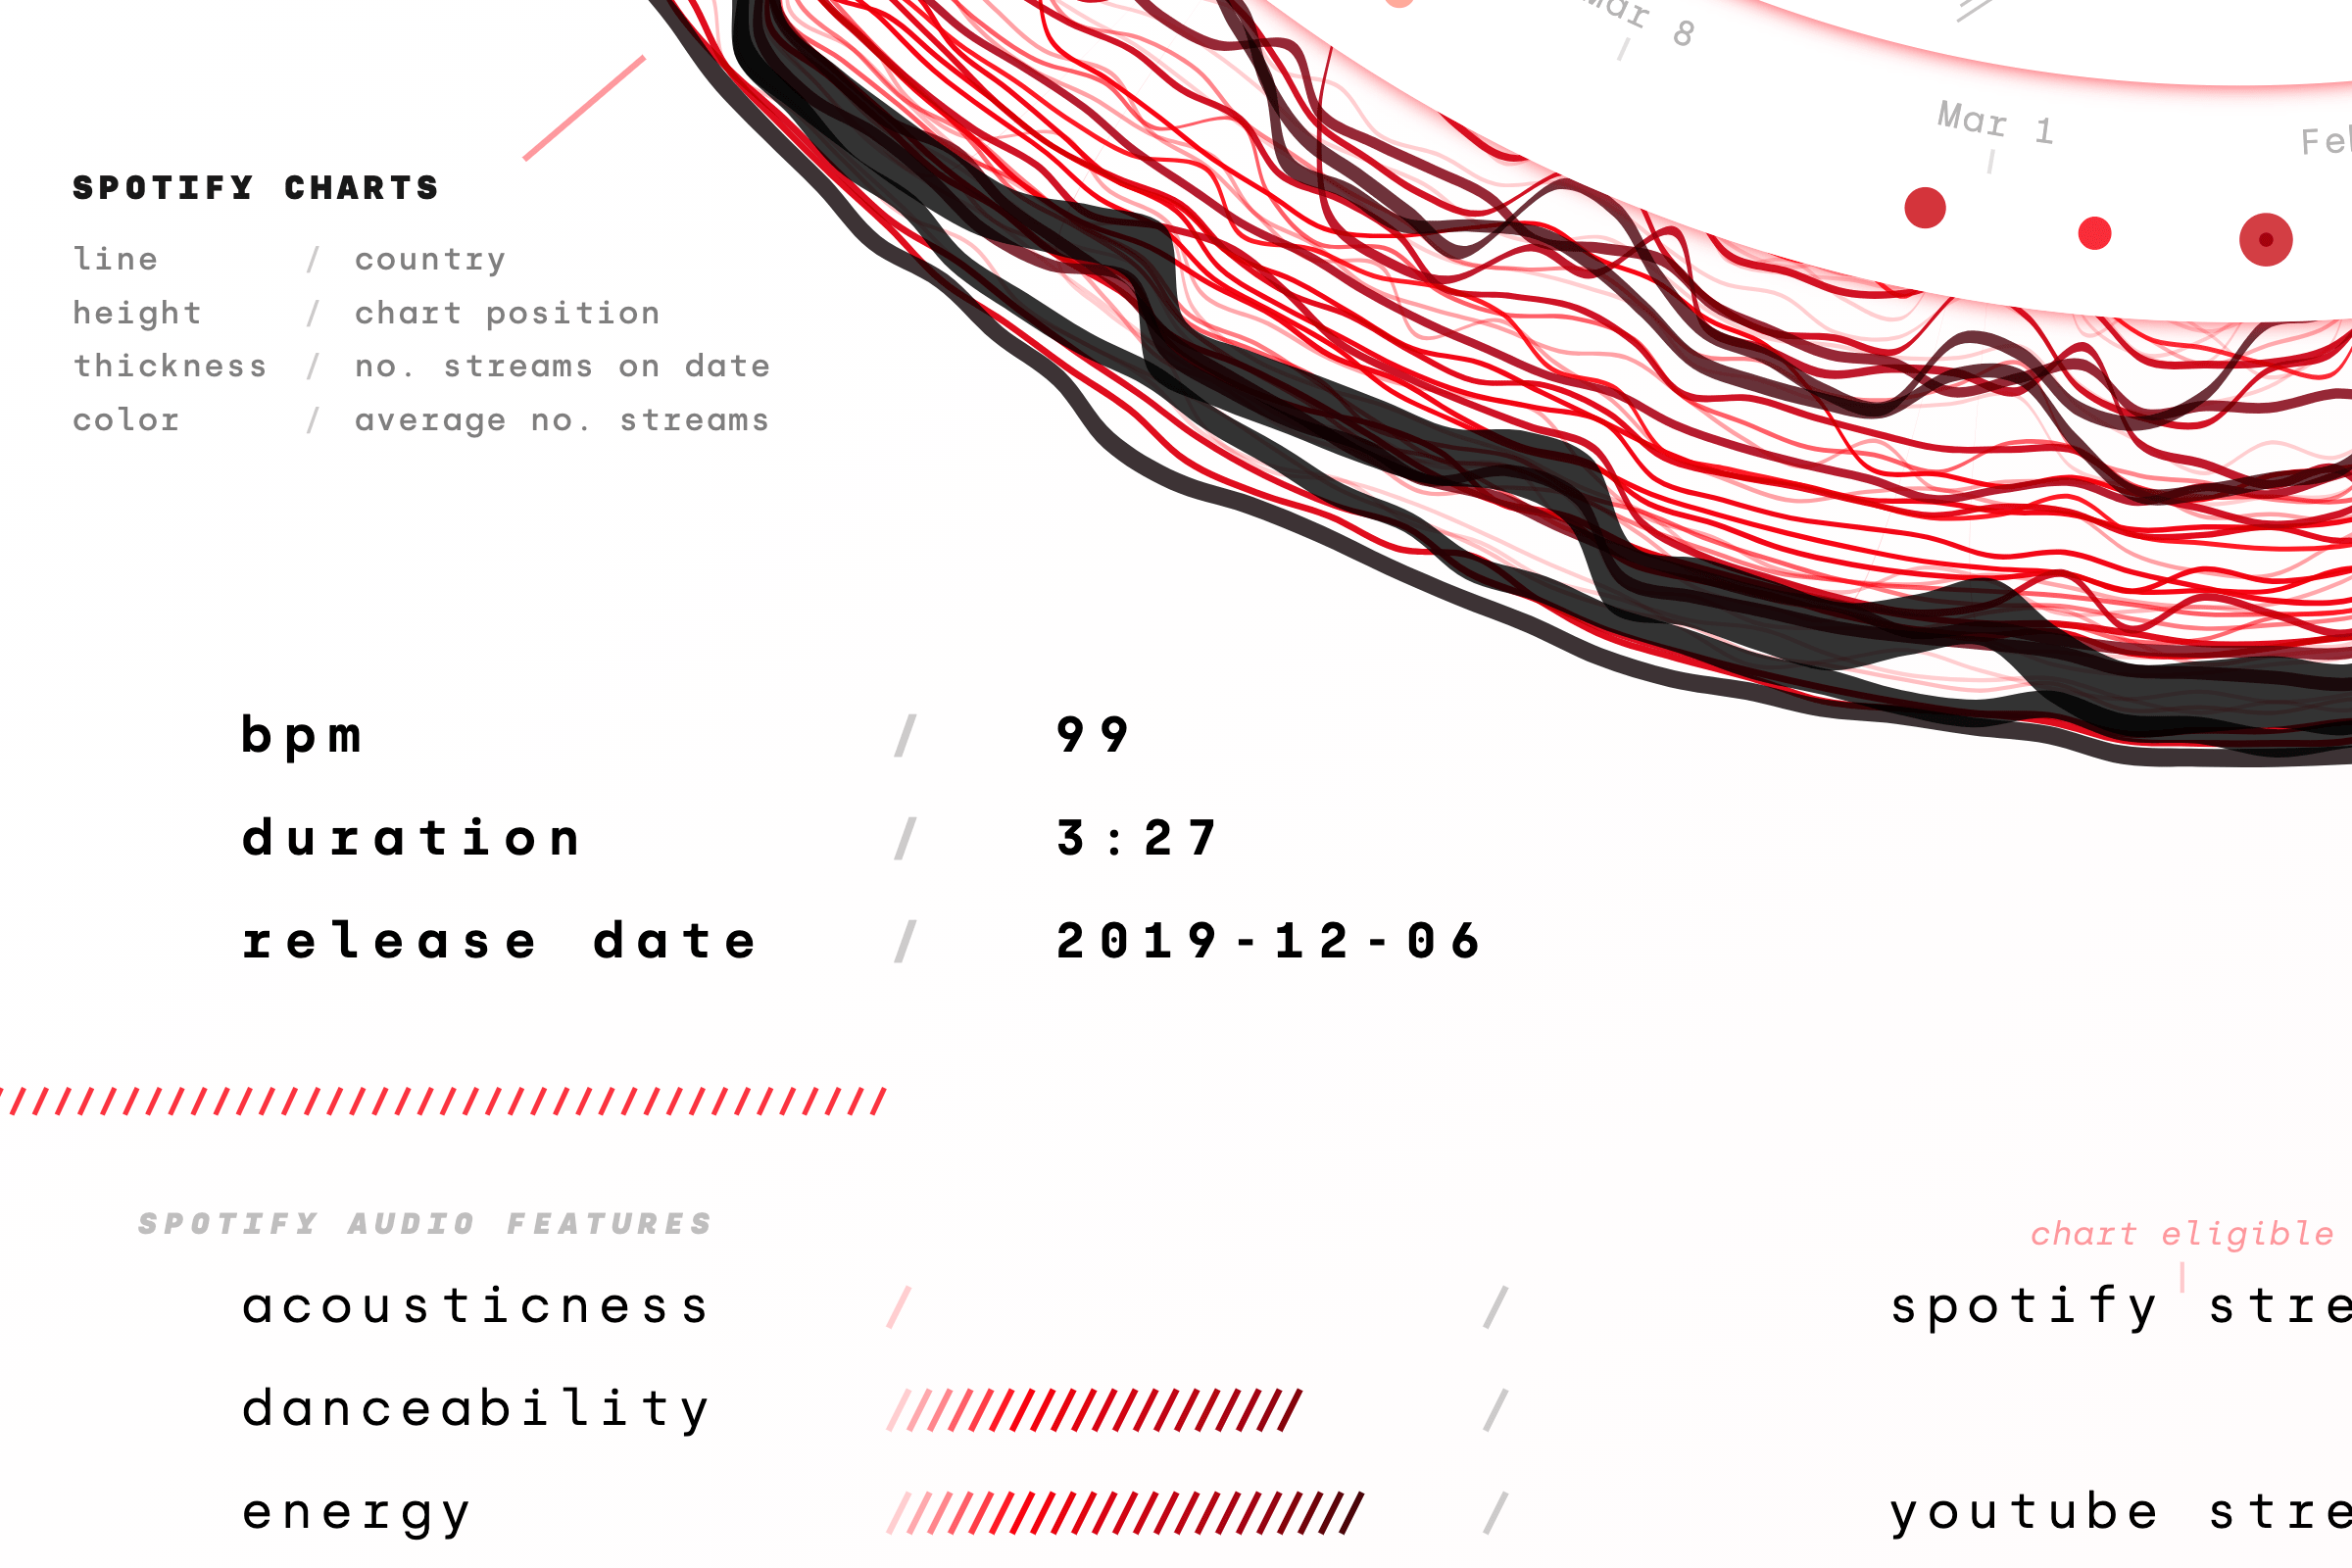 Mar 8
Mar 1
SPOTIFY CHARTS
line / country
height / chart position
thickness / no. streams on date
color / average no. streams
bpm / 99
duration / 3:27
release date / 2019-12-06
SPOTIFY AUDIO FEATURES
chart eligible
acousticness / / spotify
danceability //////////////////// /
energy /////////////////////// / youtube